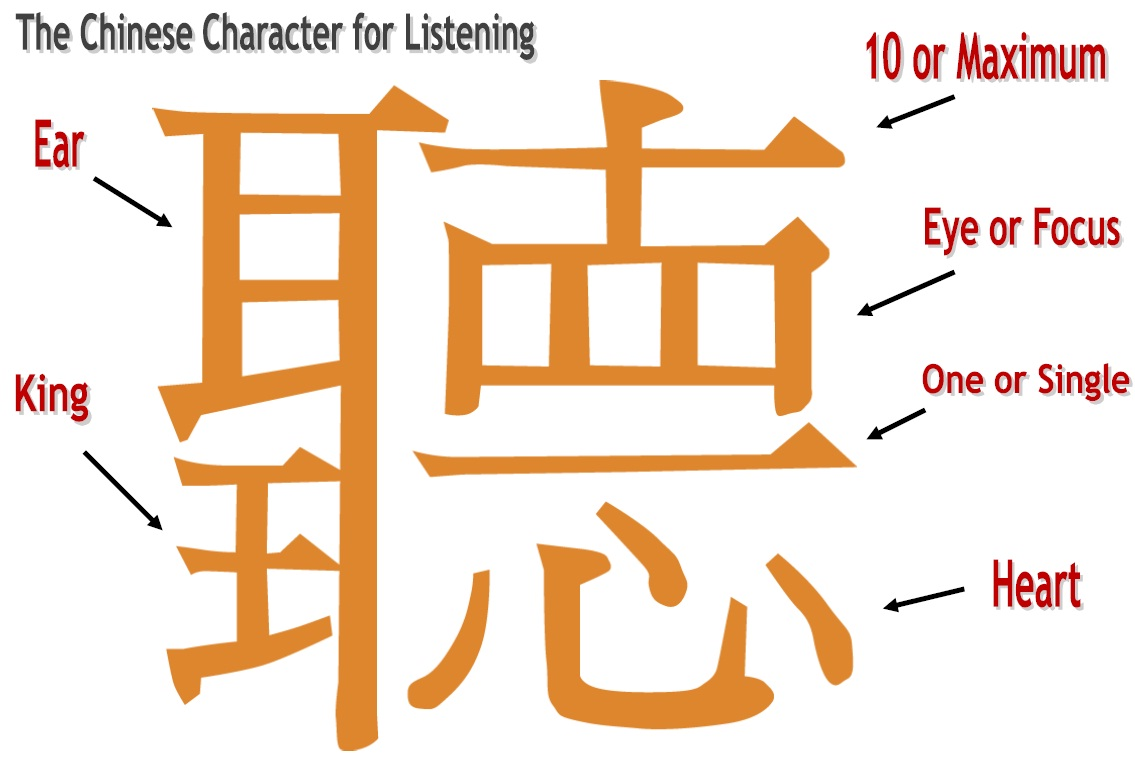 The Chinese Character for Listening
10 or Maximum
Ear
聽
Eye or Focus
One or Single
King
Heart